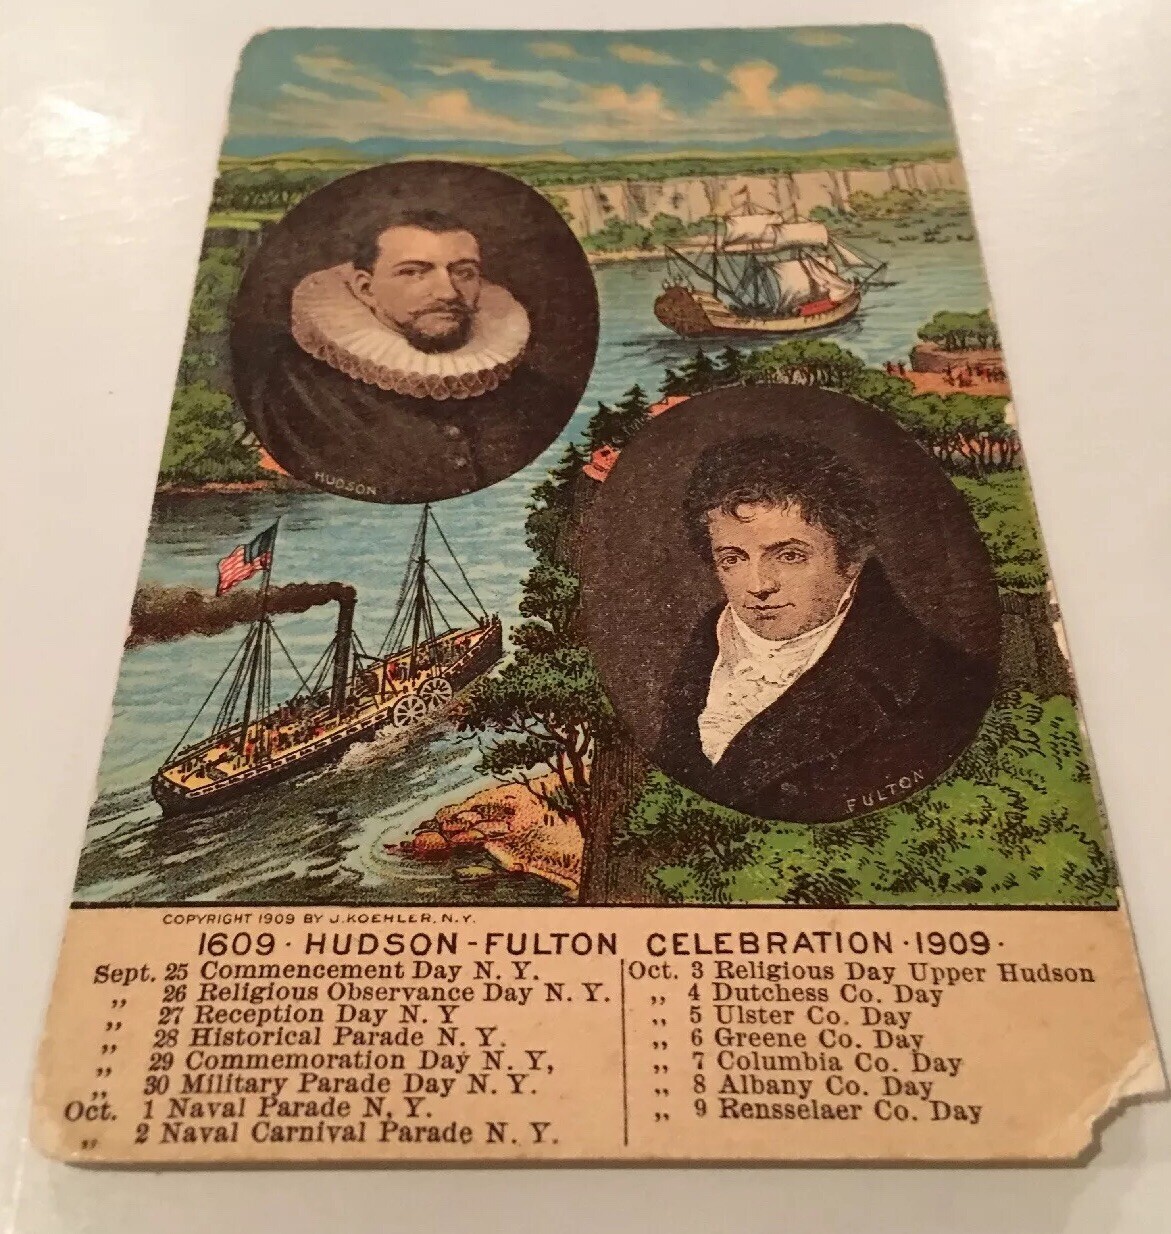 HUDSON
FULTON
COPYRIGHT 1909 BY J. KOEHLER, N.Y.
1609 · HUDSON - FULTON CELEBRATION · 1909 ·
Sept. 25 Commencement Day N. Y.
„ 26 Religious Observance Day N. Y.
„ 27 Reception Day N. Y
„ 28 Historical Parade N. Y.
„ 29 Commemoration Day N. Y,
„ 30 Military Parade Day N. Y.
Oct. 1 Naval Parade N. Y.
„ 2 Naval Carnival Parade N. Y.
Oct. 3 Religious Day Upper Hudson
„ 4 Dutchess Co. Day
„ 5 Ulster Co. Day
„ 6 Greene Co. Day
„ 7 Columbia Co. Day
„ 8 Albany Co. Day
„ 9 Rensselaer Co. Day